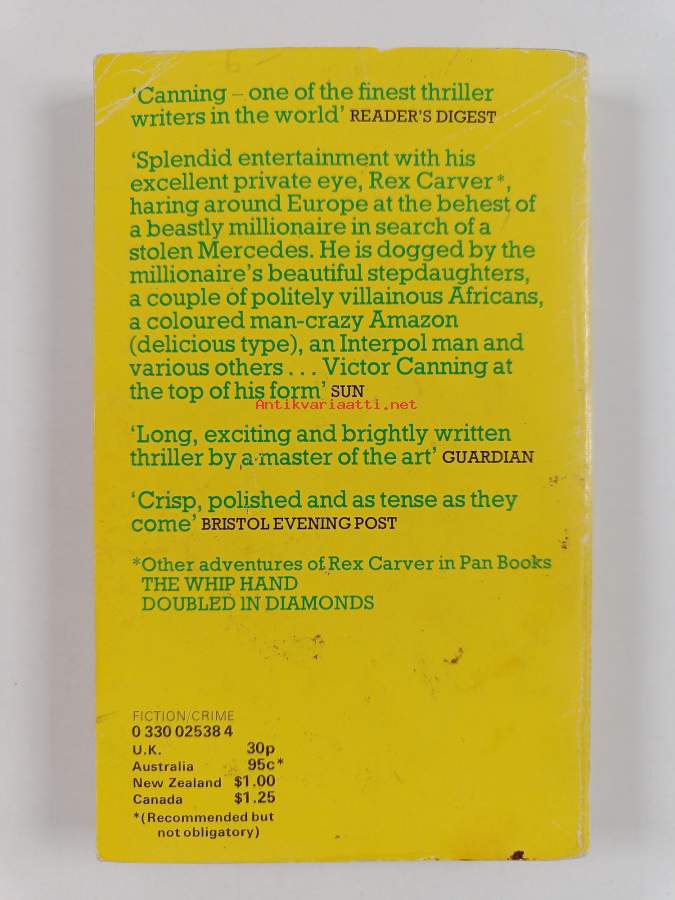 ‘Canning – one of the finest thriller
writers in the world’ READER'S DIGEST
‘Splendid entertainment with his
excellent private eye, Rex Carver*,
haring around Europe at the behest of
a beastly millionaire in search of a
stolen Mercedes. He is dogged by the
millionaire’s beautiful stepdaughters,
a couple of politely villainous Africans,
a coloured man-crazy Amazon
(delicious type), an Interpol man and
various others . . . Victor Canning at
the top of his form’ SUN
Antikvariaatti.net
‘Long, exciting and brightly written
thriller by a master of the art’ GUARDIAN
‘Crisp, polished and as tense as they
come’ BRISTOL EVENING POST
*Other adventures of Rex Carver in Pan Books
THE WHIP HAND
DOUBLED IN DIAMONDS
FICTION/CRIME
0 330 02538 4
U.K. 30p
Australia 95c*
New Zealand $1.00
Canada $1.25
*(Recommended but
not obligatory)